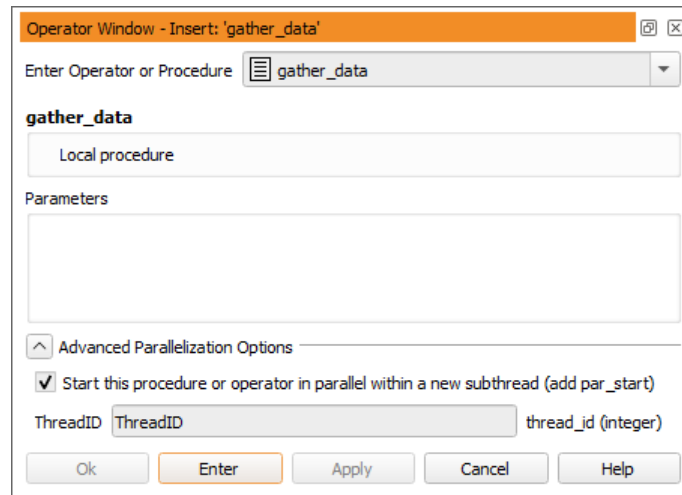 Operator Window - Insert: 'gather_data'
Enter Operator or Procedure gather_data
gather_data
Local procedure
Parameters
Advanced Parallelization Options
Start this procedure or operator in parallel within a new subthread (add par_start)
ThreadID ThreadID thread_id (integer)
Ok Enter Apply Cancel Help